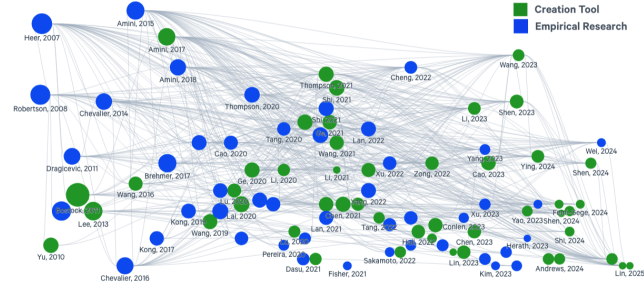 Creation Tool
Empirical Research
Amini, 2015
Heer, 2007
Amini, 2017
Wang, 2023
Amini, 2018
Cheng, 2022
Thompson, 2021
Shi, 2021
Robertson, 2008
Chevalier, 2014
Thompson, 2020
Shen, 2023
Li, 2023
Tang, 2020
Lan, 2022
Cao, 2020
Wang, 2021
Wei, 2024
Yang, 2023
Ying, 2024
Dragicevic, 2011
Brehmer, 2017
Xu, 2022
Zong, 2022
Cao, 2023
Shen, 2024
Ge, 2020
Li, 2020
Li, 2021
Wang, 2016
Lee, 2013
Kong, 2019
Lai, 2020
Wang, 2019
Chen, 2021
Lan, 2021
Xu, 2023
Yao, 2023
Shen, 2024
Conlen, 2023
Shi, 2024
Yu, 2010
Kong, 2017
Chen, 2023
Herath, 2023
Pereira, 2020
Sakamoto, 2022
Chevalier, 2016
Dasu, 2021
Fisher, 2021
Lin, 2023
Kim, 2023
Andrews, 2024
Lin, 2025